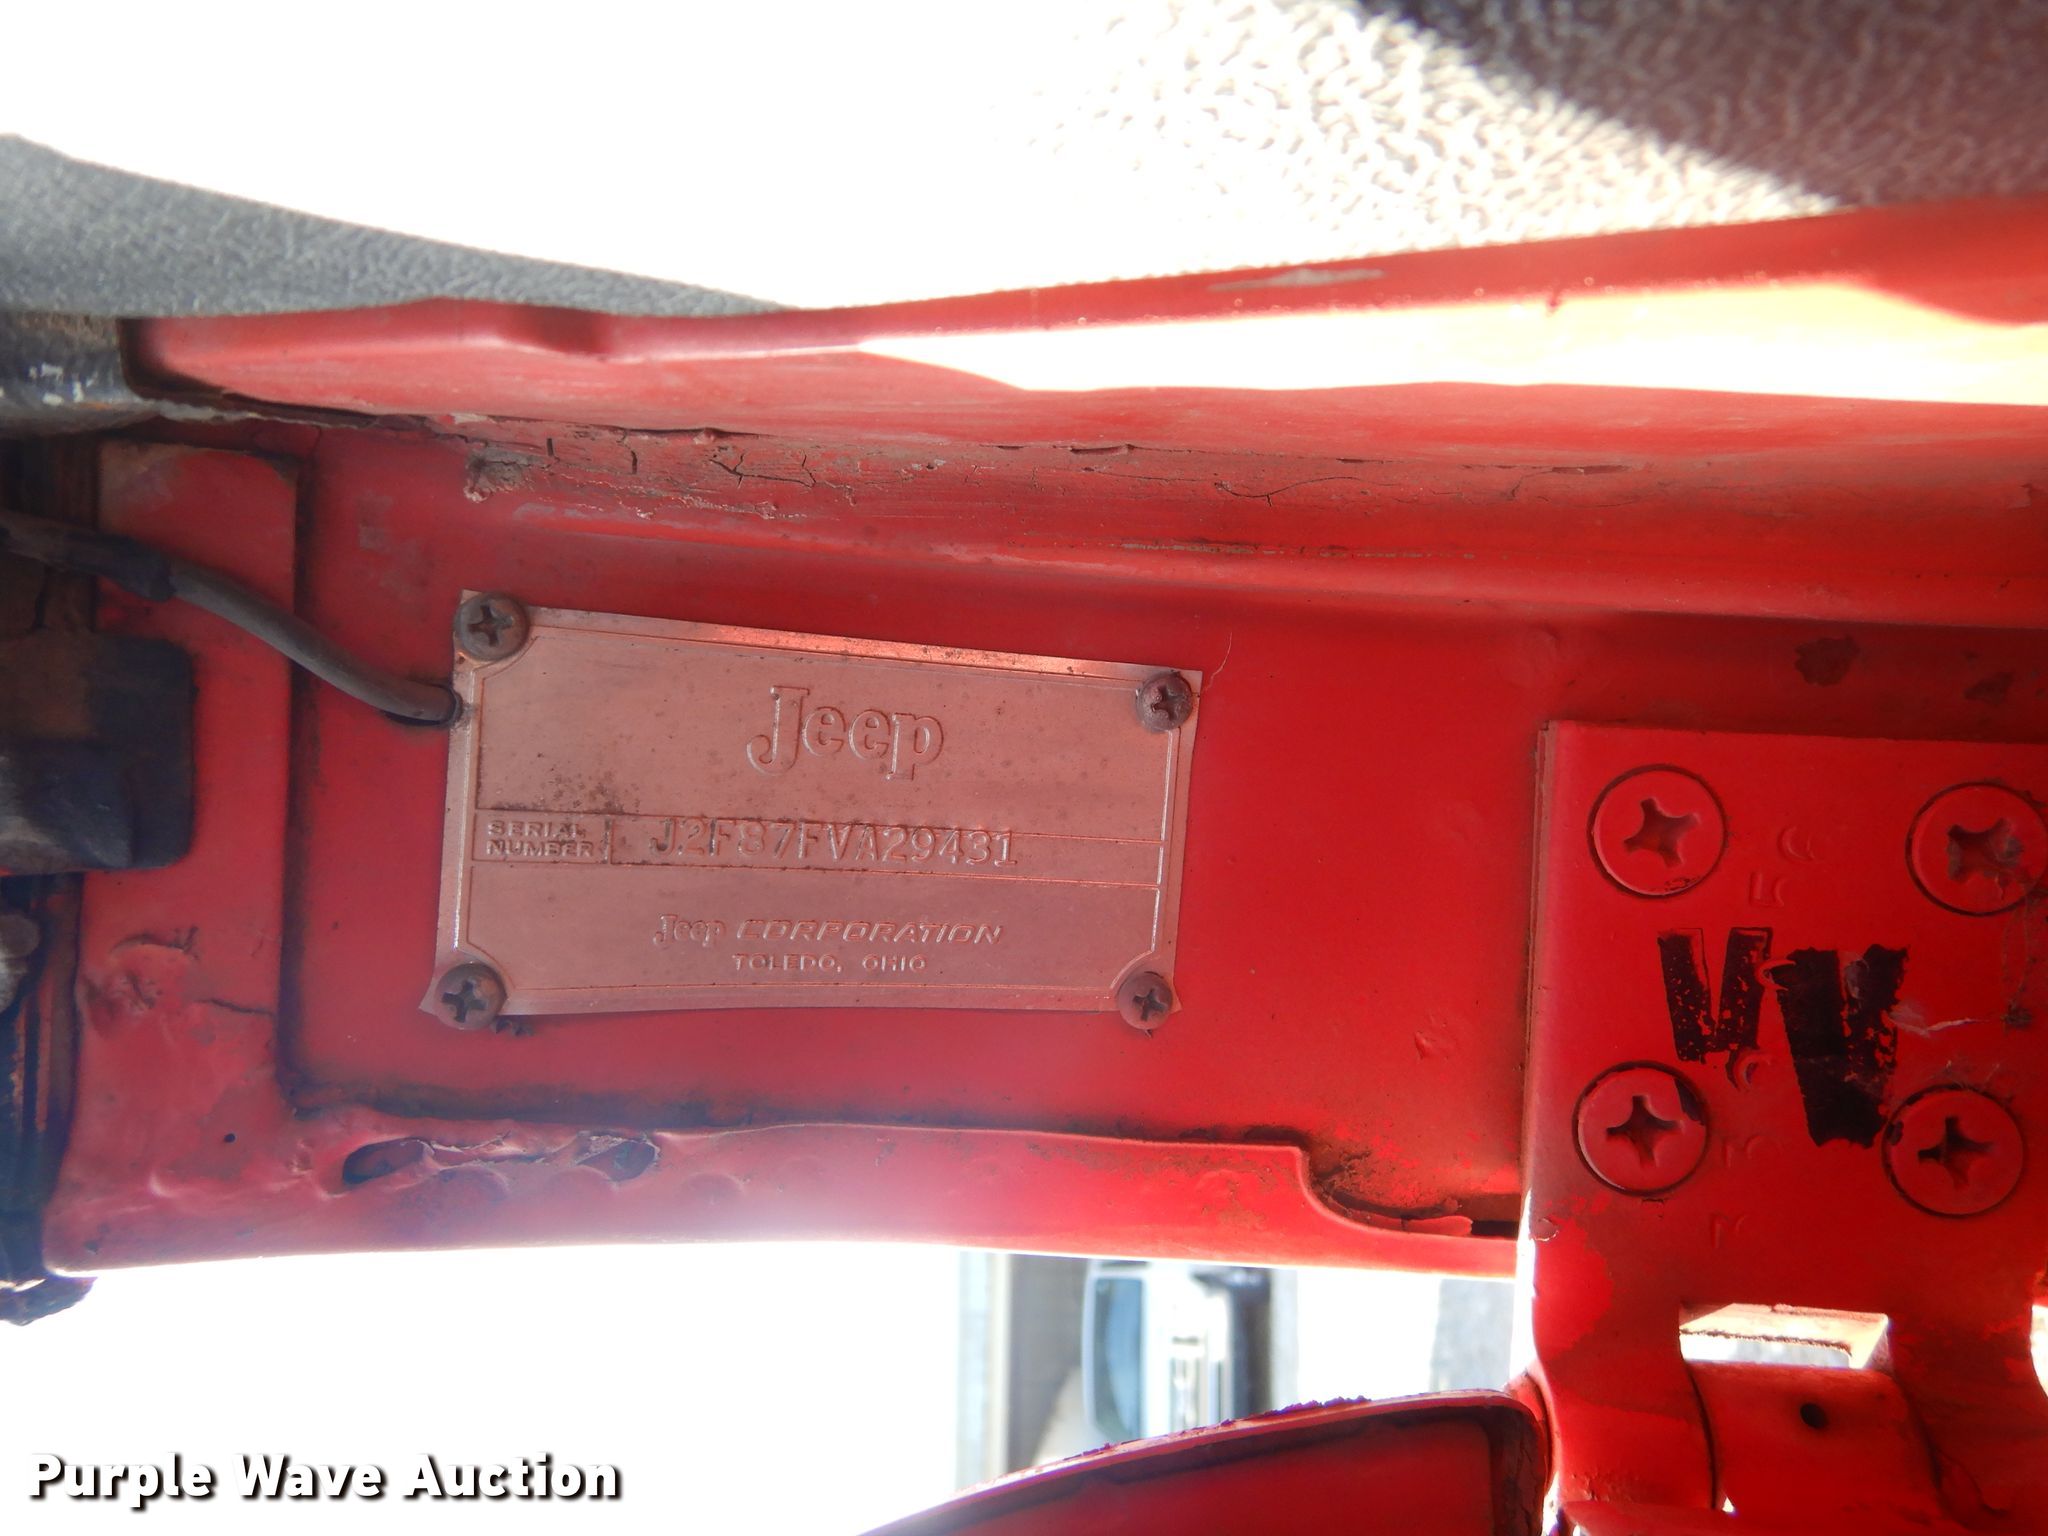 Jeep
SERIAL NUMBER J2F87FVA29431
Jeep CORPORATION
TOLEDO, OHIO
Purple Wave Auction